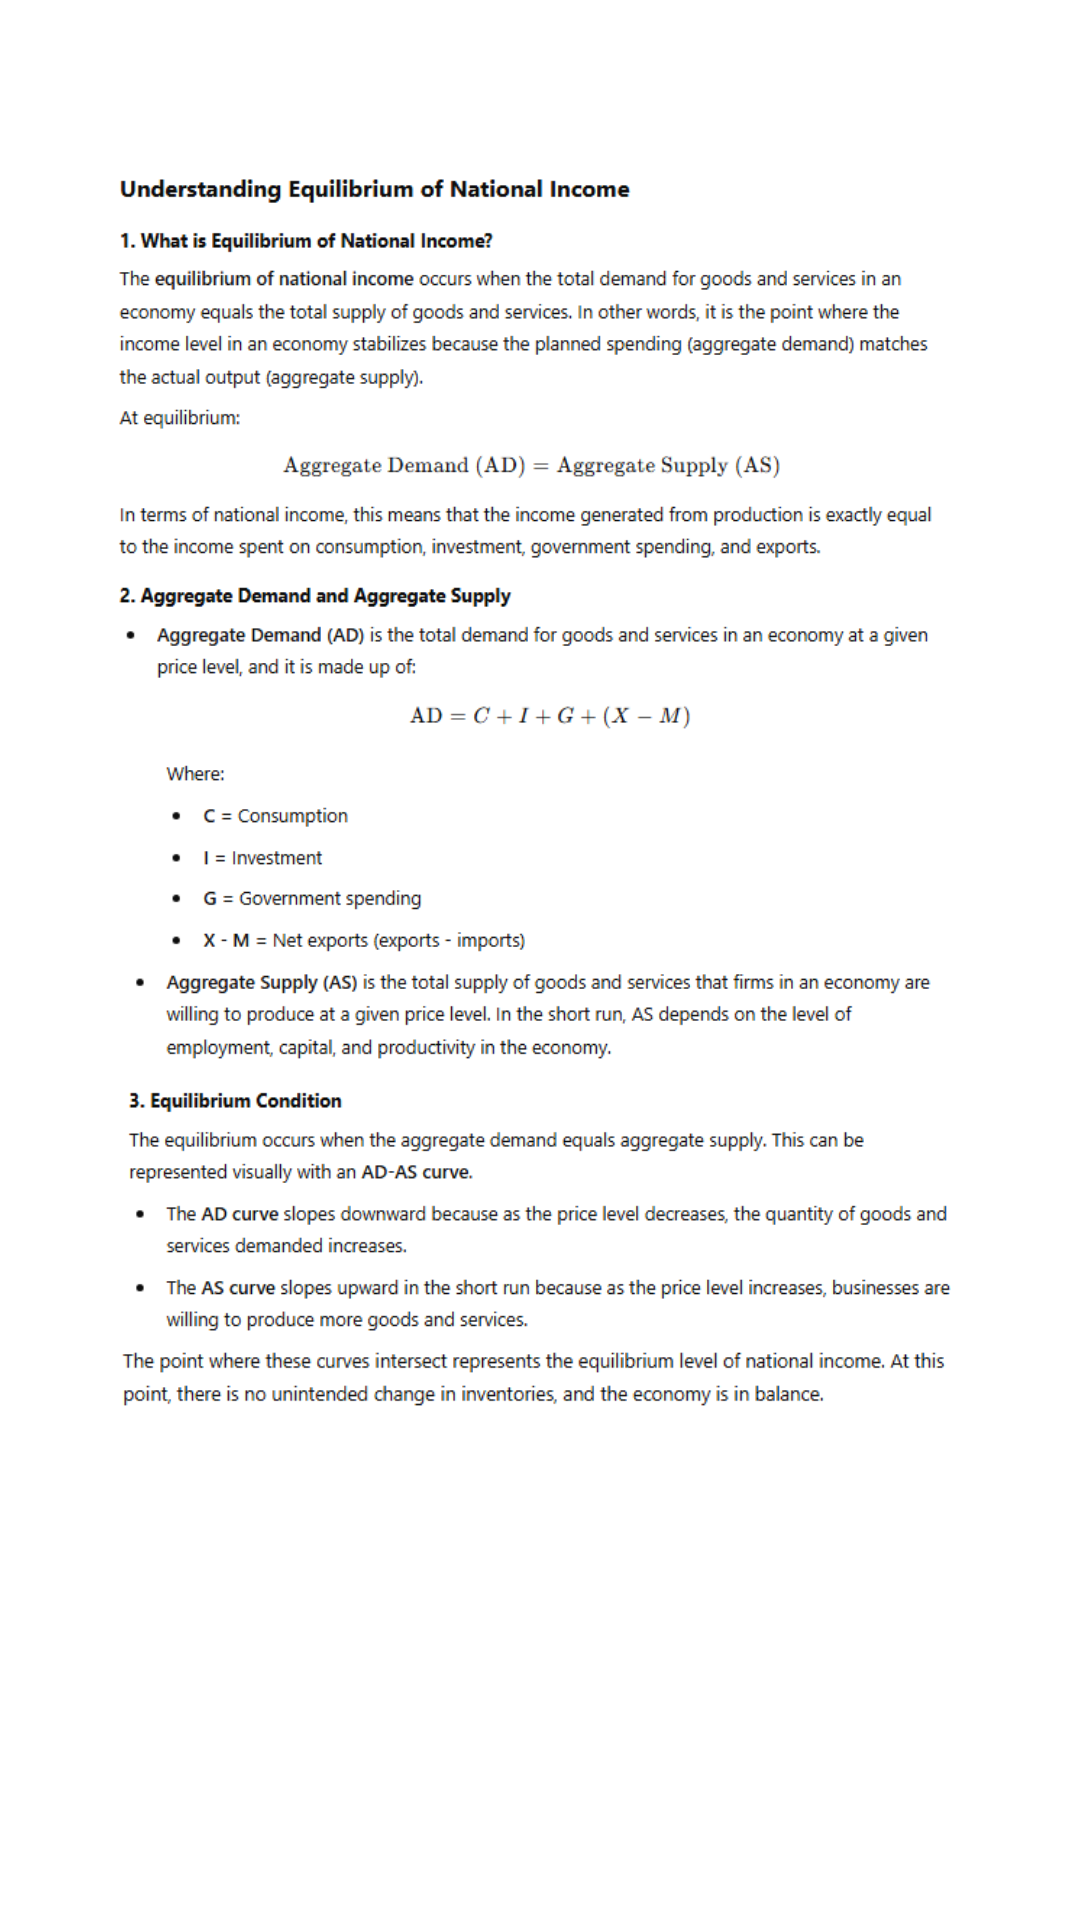 Understanding Equilibrium of National Income
1. What is Equilibrium of National Income?
The equilibrium of national income occurs when the total demand for goods and services in an
economy equals the total supply of goods and services. In other words, it is the point where the
income level in an economy stabilizes because the planned spending (aggregate demand) matches
the actual output (aggregate supply).
At equilibrium:
Aggregate Demand (AD) = Aggregate Supply (AS)
In terms of national income, this means that the income generated from production is exactly equal
to the income spent on consumption, investment, government spending, and exports.
2. Aggregate Demand and Aggregate Supply
• Aggregate Demand (AD) is the total demand for goods and services in an economy at a given
price level, and it is made up of:
AD = C + I + G + (X − M)
Where:
• C = Consumption
• I = Investment
• G = Government spending
• X - M = Net exports (exports - imports)
• Aggregate Supply (AS) is the total supply of goods and services that firms in an economy are
willing to produce at a given price level. In the short run, AS depends on the level of
employment, capital, and productivity in the economy.
3. Equilibrium Condition
The equilibrium occurs when the aggregate demand equals aggregate supply. This can be
represented visually with an AD-AS curve.
• The AD curve slopes downward because as the price level decreases, the quantity of goods and
services demanded increases.
• The AS curve slopes upward in the short run because as the price level increases, businesses are
willing to produce more goods and services.
The point where these curves intersect represents the equilibrium level of national income. At this
point, there is no unintended change in inventories, and the economy is in balance.